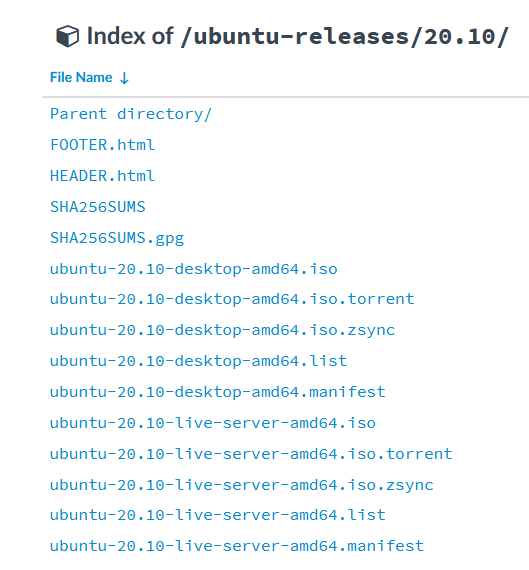 Index of /ubuntu-releases/20.10/
File Name ↓
Parent directory/
FOOTER.html
HEADER.html
SHA256SUMS
SHA256SUMS.gpg
ubuntu-20.10-desktop-amd64.iso
ubuntu-20.10-desktop-amd64.iso.torrent
ubuntu-20.10-desktop-amd64.iso.zsync
ubuntu-20.10-desktop-amd64.list
ubuntu-20.10-desktop-amd64.manifest
ubuntu-20.10-live-server-amd64.iso
ubuntu-20.10-live-server-amd64.iso.torrent
ubuntu-20.10-live-server-amd64.iso.zsync
ubuntu-20.10-live-server-amd64.list
ubuntu-20.10-live-server-amd64.manifest